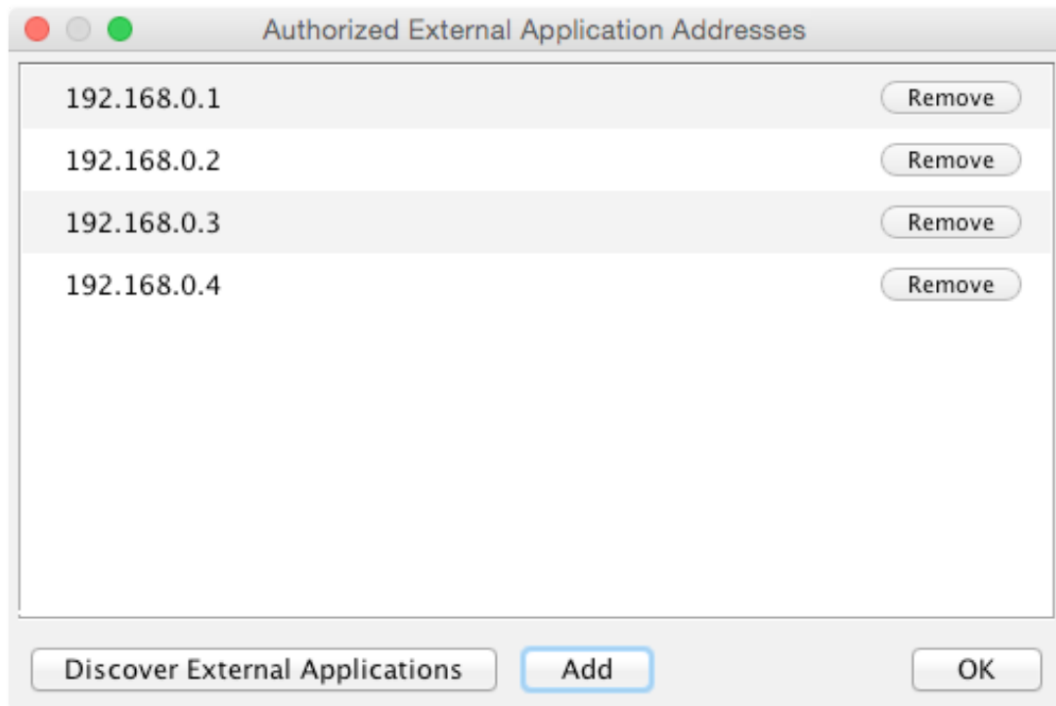 Authorized External Application Addresses
192.168.0.1 Remove
192.168.0.2 Remove
192.168.0.3 Remove
192.168.0.4 Remove
Discover External Applications Add OK